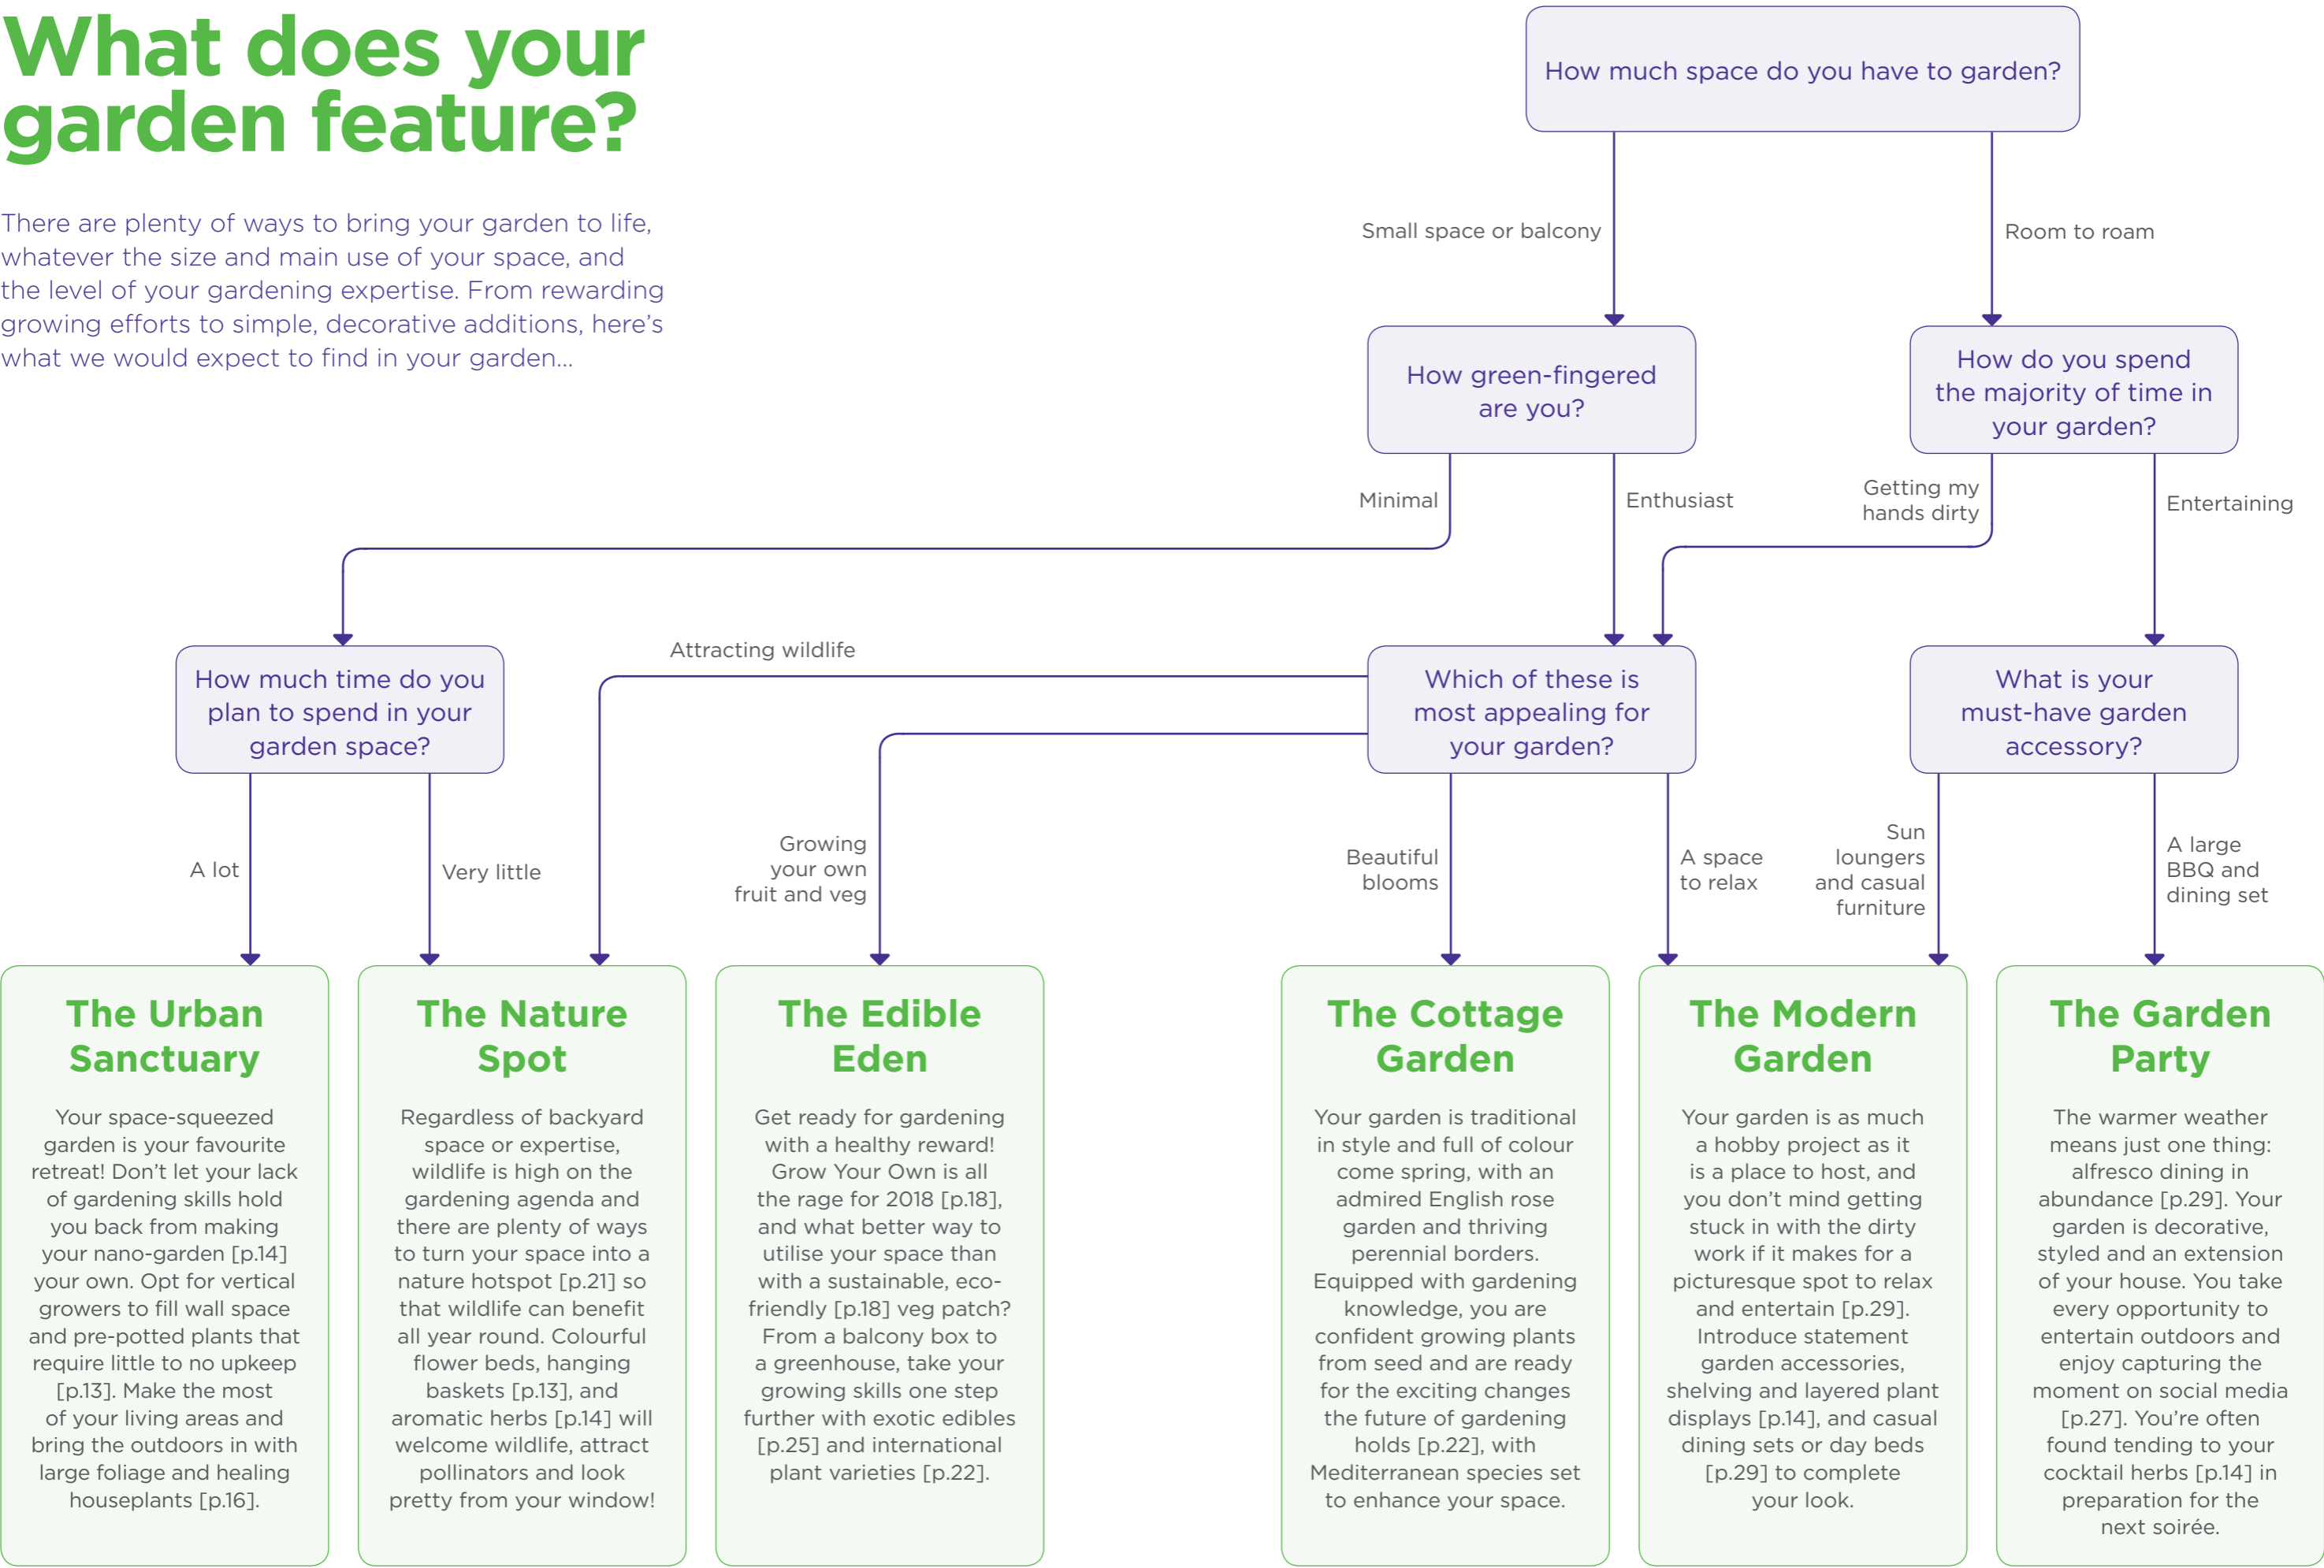 What does your
garden feature?
There are plenty of ways to bring your garden to life,
whatever the size and main use of your space, and
the level of your gardening expertise. From rewarding
growing efforts to simple, decorative additions, here’s
what we would expect to find in your garden...
How much space do you have to garden?
Small space or balcony
Room to roam
How green-fingered
are you?
How do you spend
the majority of time in
your garden?
Minimal
Enthusiast
Getting my
hands dirty
Entertaining
How much time do you
plan to spend in your
garden space?
Attracting wildlife
Which of these is
most appealing for
your garden?
What is your
must-have garden
accessory?
A lot
Very little
Growing
your own
fruit and veg
Beautiful
blooms
A space
to relax
Sun
loungers
and casual
furniture
A large
BBQ and
dining set
The Urban
Sanctuary
Your space-squeezed
garden is your favourite
retreat! Don’t let your lack
of gardening skills hold
you back from making
your nano-garden [p.14]
your own. Opt for vertical
growers to fill wall space
and pre-potted plants that
require little to no upkeep
[p.13]. Make the most
of your living areas and
bring the outdoors in with
large foliage and healing
houseplants [p.16].
The Nature
Spot
Regardless of backyard
space or expertise,
wildlife is high on the
gardening agenda and
there are plenty of ways
to turn your space into a
nature hotspot [p.21] so
that wildlife can benefit
all year round. Colourful
flower beds, hanging
baskets [p.13], and
aromatic herbs [p.14] will
welcome wildlife, attract
pollinators and look
pretty from your window!
The Edible
Eden
Get ready for gardening
with a healthy reward!
Grow Your Own is all
the rage for 2018 [p.18],
and what better way to
utilise your space than
with a sustainable, eco-
friendly [p.18] veg patch?
From a balcony box to
a greenhouse, take your
growing skills one step
further with exotic edibles
[p.25] and international
plant varieties [p.22].
The Cottage
Garden
Your garden is traditional
in style and full of colour
come spring, with an
admired English rose
garden and thriving
perennial borders.
Equipped with gardening
knowledge, you are
confident growing plants
from seed and are ready
for the exciting changes
the future of gardening
holds [p.22], with
Mediterranean species set
to enhance your space.
The Modern
Garden
Your garden is as much
a hobby project as it
is a place to host, and
you don’t mind getting
stuck in with the dirty
work if it makes for a
picturesque spot to relax
and entertain [p.29].
Introduce statement
garden accessories,
shelving and layered plant
displays [p.14], and casual
dining sets or day beds
[p.29] to complete
your look.
The Garden
Party
The warmer weather
means just one thing:
alfresco dining in
abundance [p.29]. Your
garden is decorative,
styled and an extension
of your house. You take
every opportunity to
entertain outdoors and
enjoy capturing the
moment on social media
[p.27]. You’re often
found tending to your
cocktail herbs [p.14] in
preparation for the
next soirée.